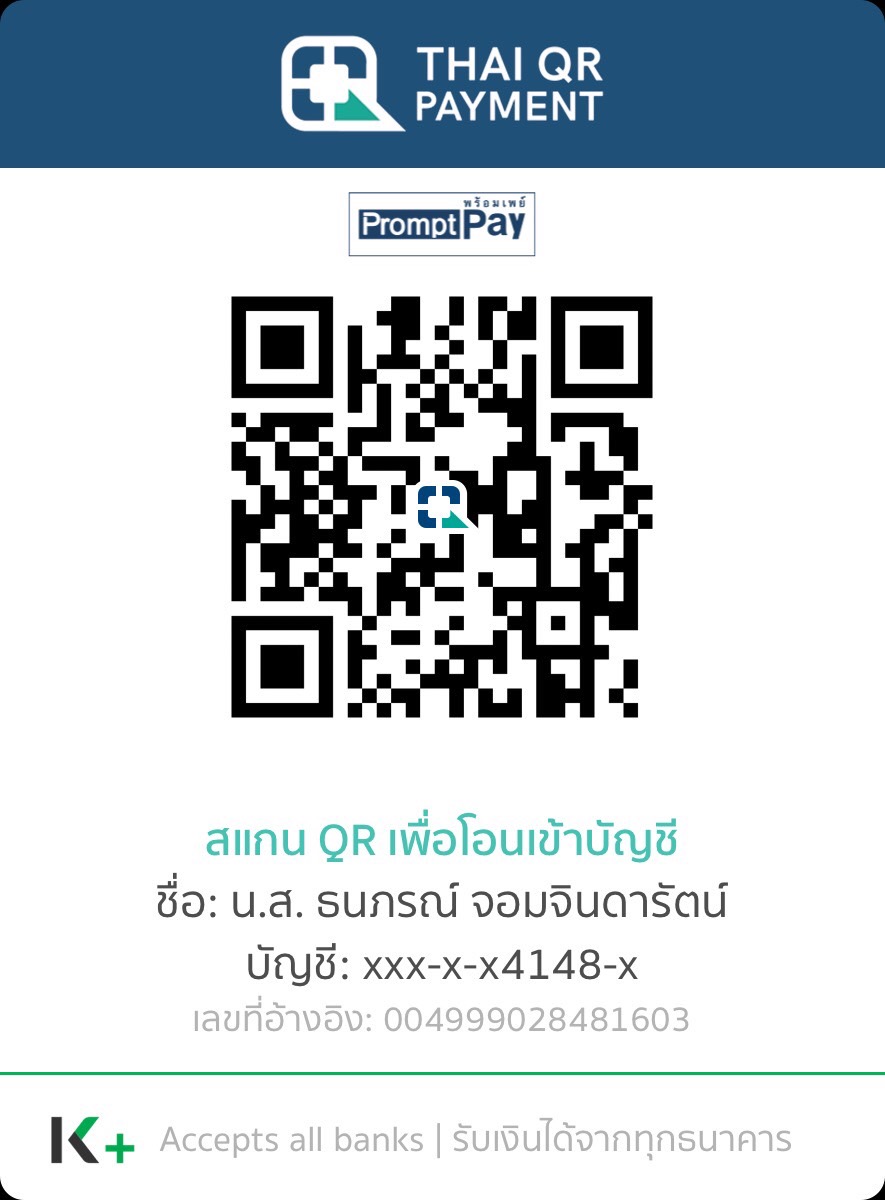 THAI QR
PAYMENT
พร้อมเพย์
PromptPay
สแกน QR เพื่อโอนเข้าบัญชี
ชื่อ: น.ส. ธนภรณ์ จอมจินดารัตน์
บัญชี: xxx-x-x4148-x
เลขที่อ้างอิง: 004999028481603
K+ Accepts all banks | รับเงินได้จากทุกธนาคาร